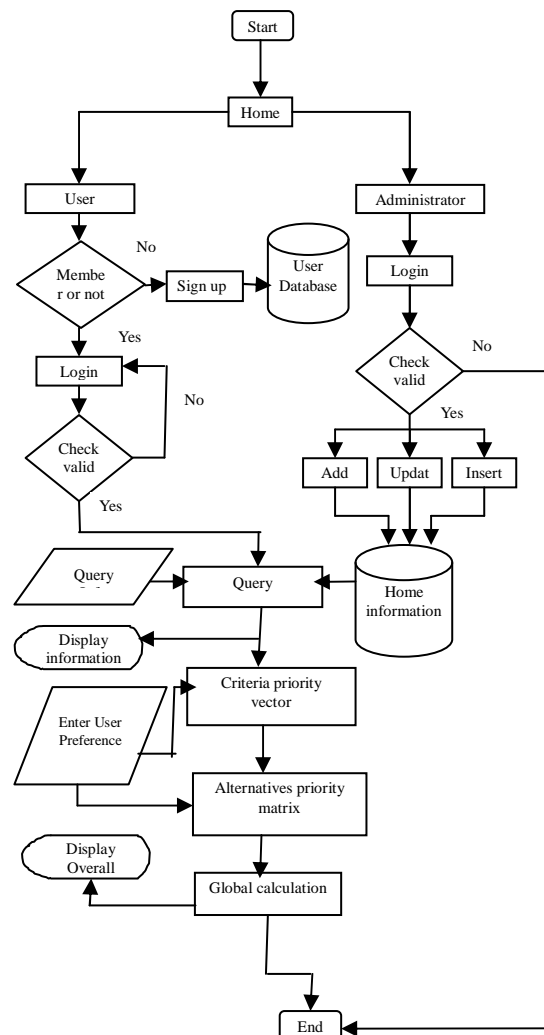 Start
Home
User
Administrator
No
Membe
r or not
Sign up
User
Database
Login
Yes
Login
No
Check
valid
No
Yes
Check
valid
Yes
Add
Updat
Insert
Query
Query
Home
information
Display
information
Criteria priority
vector
Enter User
Preference
Alternatives priority
matrix
Display
Overall
Global calculation
End